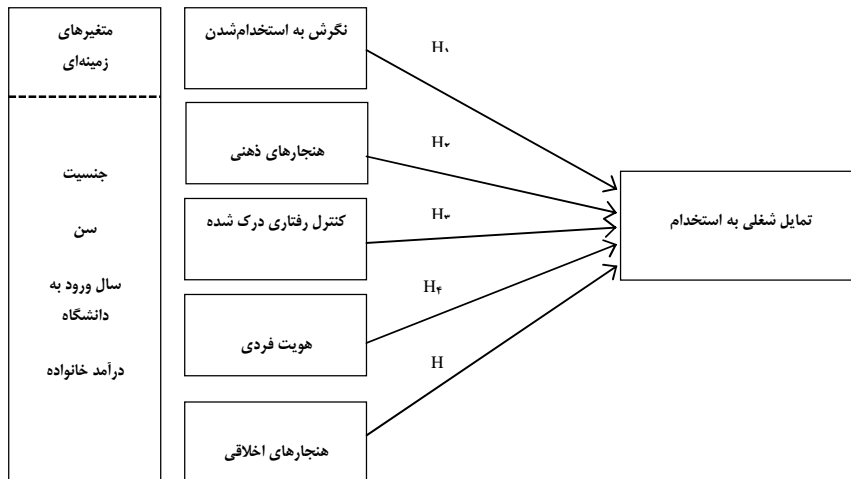 متغیرهای
زمینه‌ای
جنسیت
سن
سال ورود به
دانشگاه
درآمد خانواده
نگرش به استخدام‌شدن
هنجارهای ذهنی
کنترل رفتاری درک شده
هویت فردی
هنجارهای اخلاقی
H۱
H۲
H۳
H۴
H
تمایل شغلی به استخدام